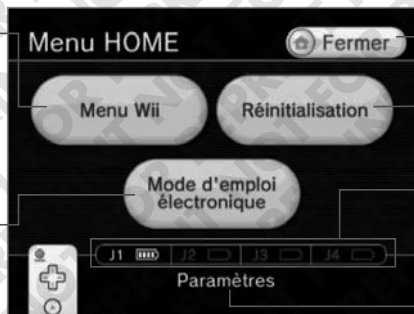 Menu HOME
Fermer
Menu Wii
Réinitialisation
Mode d'emploi
électronique
J1 J2 J3 J4
Paramètres